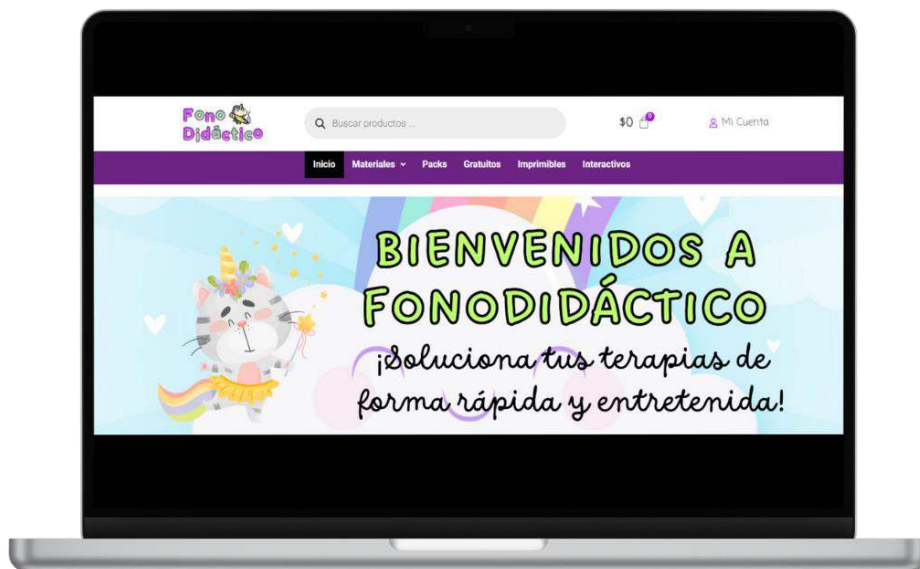 Fono
Didáctico
Buscar productos ...
$0
0
Mi Cuenta
Inicio
Materiales
Packs
Gratuitos
Imprimibles
Interactivos
BIENVENIDOS A
FONODIDÁCTICO
¡Soluciona tus terapias de
forma rápida y entretenida!